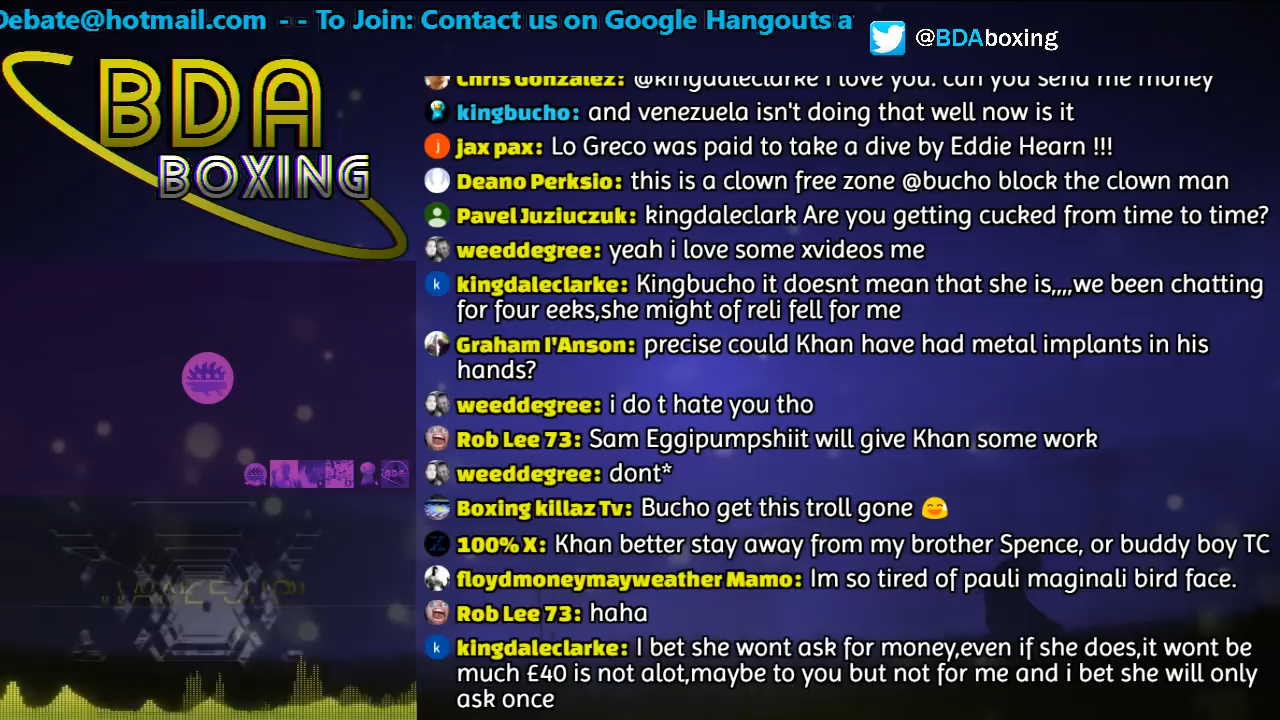 Debate@hotmail.com - - To Join: Contact us on Google Hangouts a
@BDAboxing
BDA
BOXING
Chris Gonzalez: @kingdaleclarke i love you. can you send me money
kingbucho: and venezuela isn't doing that well now is it
j jax pax: Lo Greco was paid to take a dive by Eddie Hearn !!!
Deano Perksio: this is a clown free zone @bucho block the clown man
Pavel Juziuczuk: kingdaleclark Are you getting cucked from time to time?
weeddegree: yeah i love some xvideos me
k kingdaleclarke: Kingbucho it doesnt mean that she is,,,,we been chatting
for four eeks,she might of reli fell for me
Graham I'Anson: precise could Khan have had metal implants in his
hands?
weeddegree: i do t hate you tho
Rob Lee 73: Sam Eggipumpshiit will give Khan some work
weeddegree: dont*
Boxing killaz Tv: Bucho get this troll gone 😅
100% X: Khan better stay away from my brother Spence, or buddy boy TC
floydmoneymayweather Mamo: Im so tired of pauli maginali bird face.
Rob Lee 73: haha
k kingdaleclarke: I bet she wont ask for money,even if she does,it wont be
much £40 is not alot,maybe to you but not for me and i bet she will only
ask once